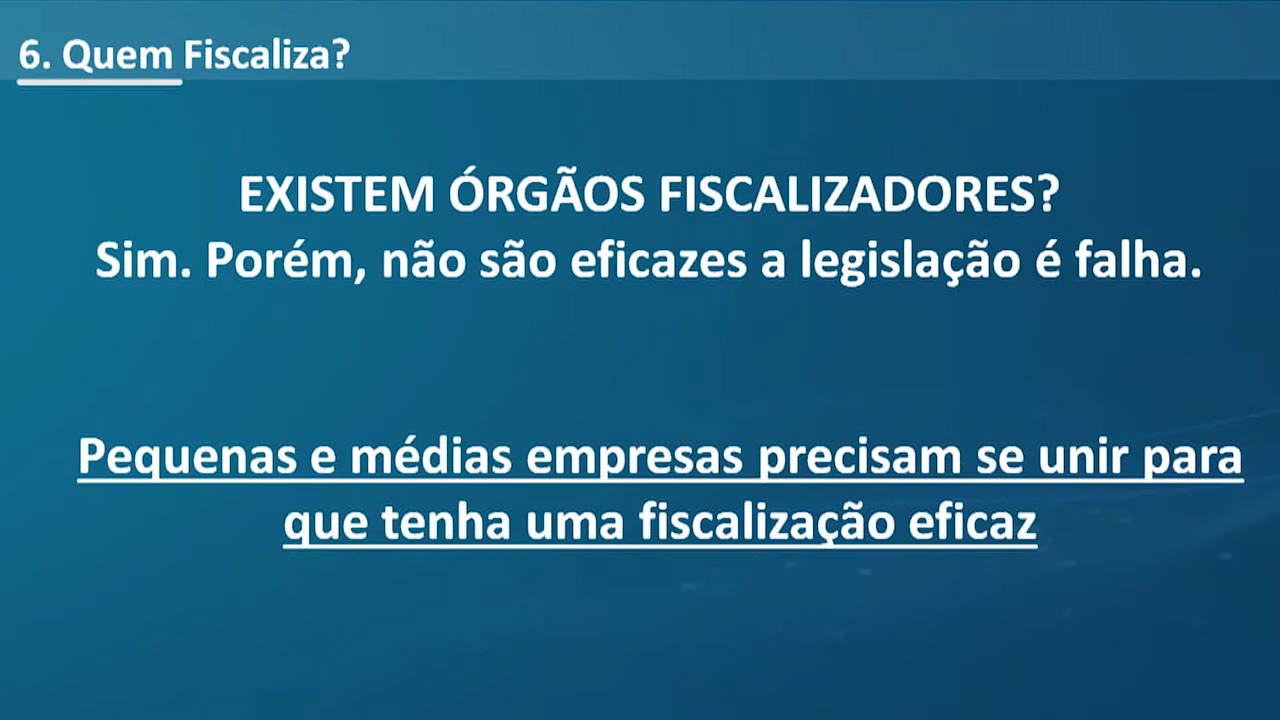 6. Quem Fiscaliza?
EXISTEM ÓRGÃOS FISCALIZADORES?
Sim. Porém, não são eficazes a legislação é falha.
Pequenas e médias empresas precisam se unir para
que tenha uma fiscalização eficaz